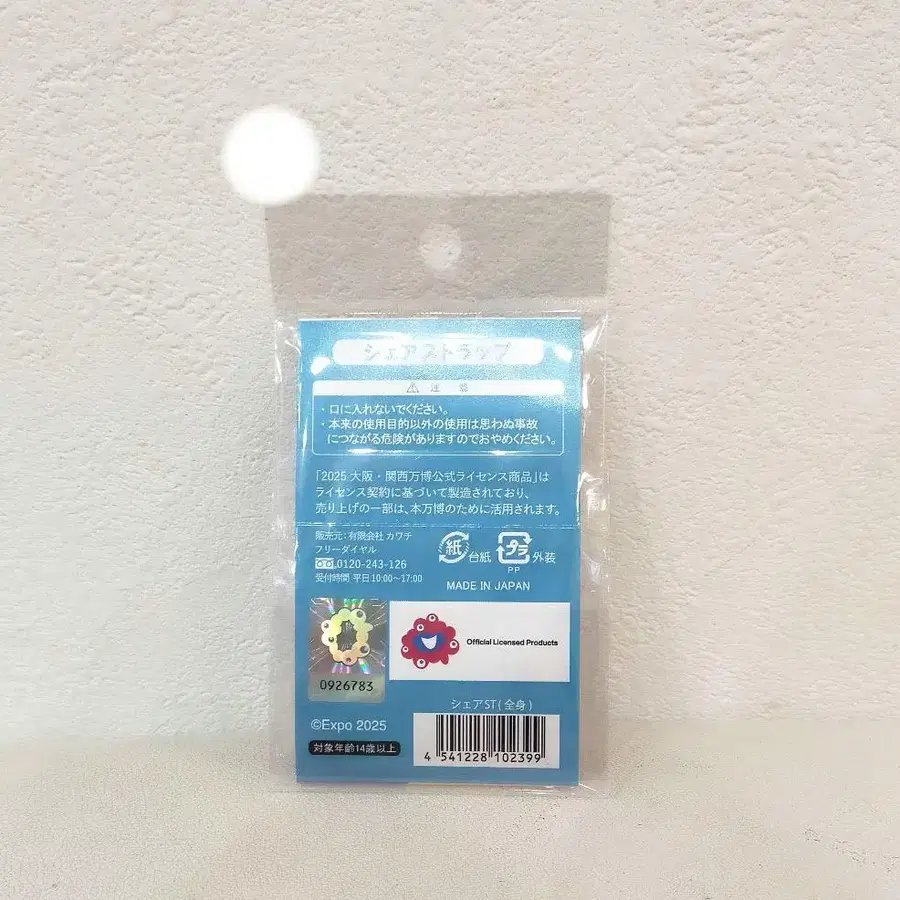 シェアストラップ
⚠ 注 意
・口に入れないでください。
・本来の使用目的以外の使用は思わぬ事故
につながる危険がありますのでおやめください。
「2025 大阪・関西万博公式ライセンス商品」は
ライセンス契約に基づいて製造されており、
売り上げの一部は、本万博のために活用されます。
販売元:有限会社 カワチ
フリーダイヤル
0120-243-126
受付時間 平日10:00〜17:00
紙 台紙
プラ 外装
PP
MADE IN JAPAN
0926783
Official Licensed Products
©Expo 2025
対象年齢14歳以上
シェアST(全身)
4 541228 102399